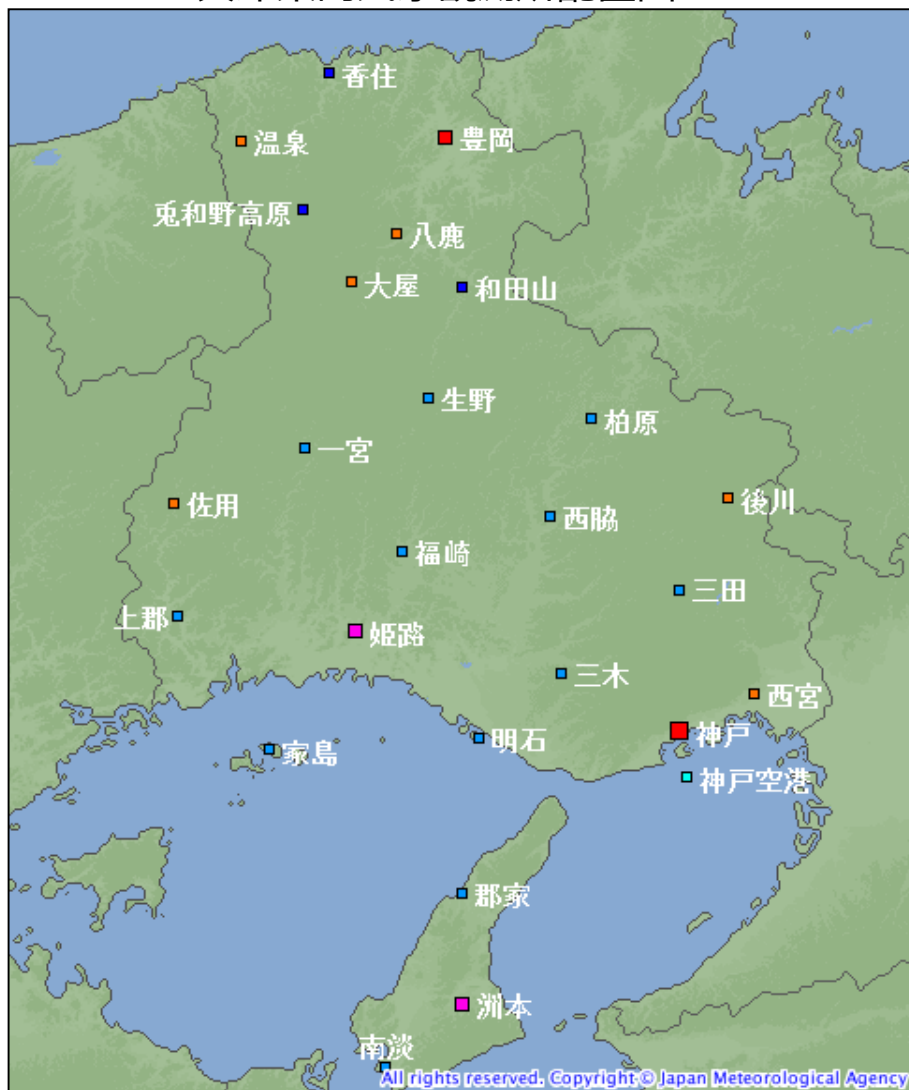 香住
温泉
豊岡
兎和野高原
八鹿
大屋
和田山
生野
柏原
一宮
佐用
後川
西脇
福崎
三田
上郡
姫路
三木
西宮
神戸
明石
家島
神戸空港
郡家
洲本
南淡
All rights reserved. Copyright © Japan Meteorological Agency